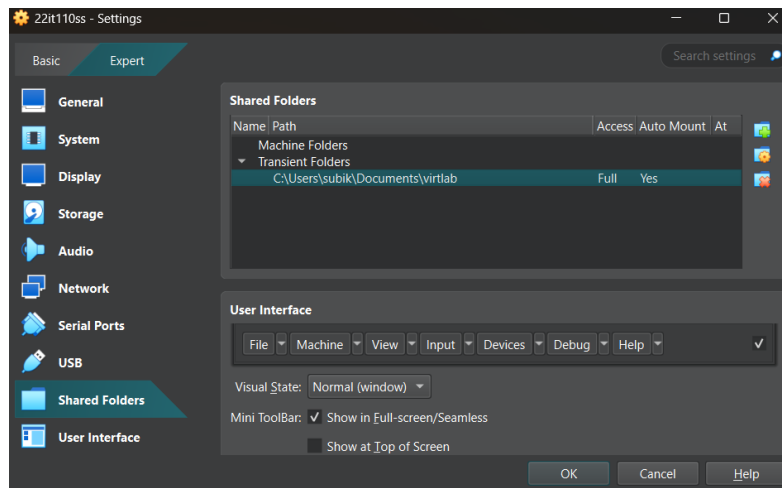 22it110ss - Settings
Basic Expert Search settings
General
System
Display
Storage
Audio
Network
Serial Ports
USB
Shared Folders
User Interface
Shared Folders
Name Path Access Auto Mount At
Machine Folders
Transient Folders
C:\Users\subik\Documents\virtlab Full Yes
User Interface
File Machine View Input Devices Debug Help
Visual State: Normal (window)
Mini ToolBar: Show in Full-screen/Seamless
Show at Top of Screen
OK Cancel Help